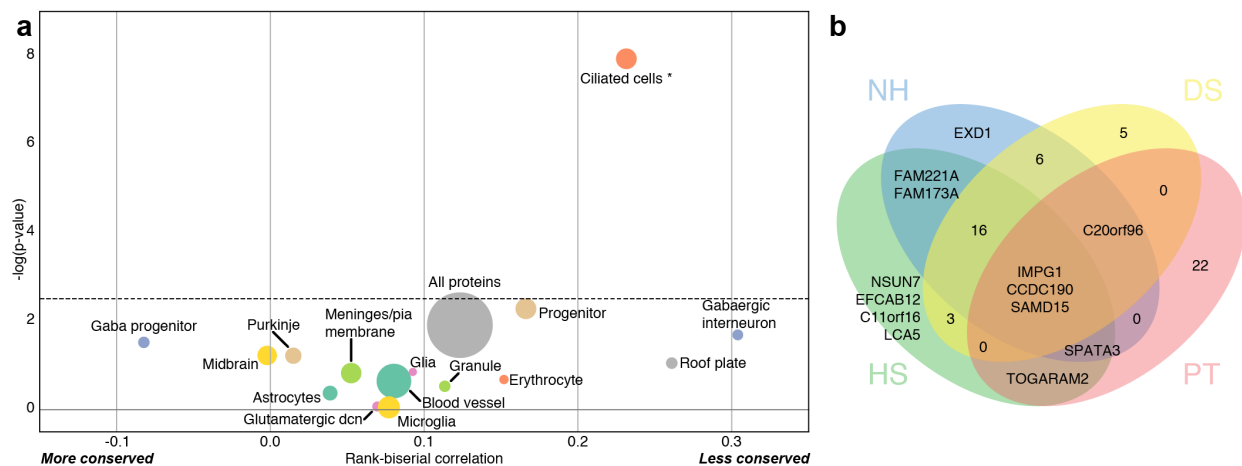 a
8
6
4
2
0
-log(p-value)
Ciliated cells *
All proteins
Progenitor
Gabaergic
interneuron
Roof plate
Gaba progenitor
Purkinje
Midbrain
Meninges/pia
membrane
Astrocytes
Glia
Granule
Erythrocyte
Blood vessel
Glutamatergic dcn
Microglia
-0.1
0.0
0.1
0.2
0.3
More conserved
Rank-biserial correlation
Less conserved
b
NH
DS
EXD1
5
6
FAM221A
FAM173A
0
16
C20orf96
22
IMPG1
CCDC190
SAMD15
NSUN7
EFCAB12
C11orf16
LCA5
3
0
0
SPATA3
HS
TOGARAM2
PT